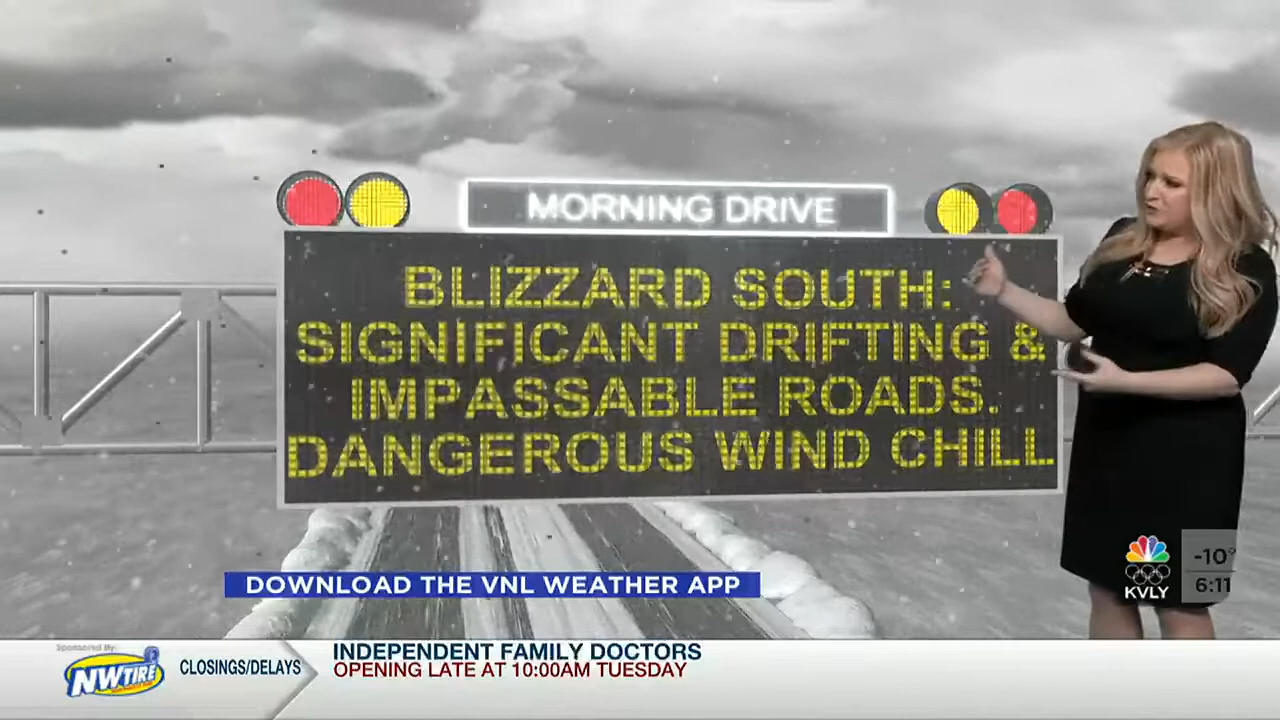 MORNING DRIVE
BLIZZARD SOUTH:
SIGNIFICANT DRIFTING &
IMPASSABLE ROADS.
DANGEROUS WIND CHILL
DOWNLOAD THE VNL WEATHER APP
-10°
6:11
KVLY
Sponsored By:
NWTIRE
CLOSINGS/DELAYS
INDEPENDENT FAMILY DOCTORS
OPENING LATE AT 10:00AM TUESDAY